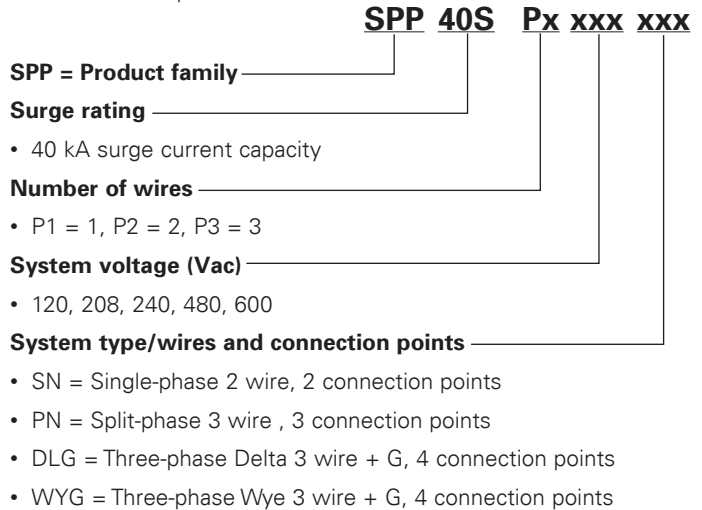 SPP 40S Px xxx xxx
SPP = Product family
Surge rating
• 40 kA surge current capacity
Number of wires
• P1 = 1, P2 = 2, P3 = 3
System voltage (Vac)
• 120, 208, 240, 480, 600
System type/wires and connection points
• SN = Single-phase 2 wire, 2 connection points
• PN = Split-phase 3 wire , 3 connection points
• DLG = Three-phase Delta 3 wire + G, 4 connection points
• WYG = Three-phase Wye 3 wire + G, 4 connection points